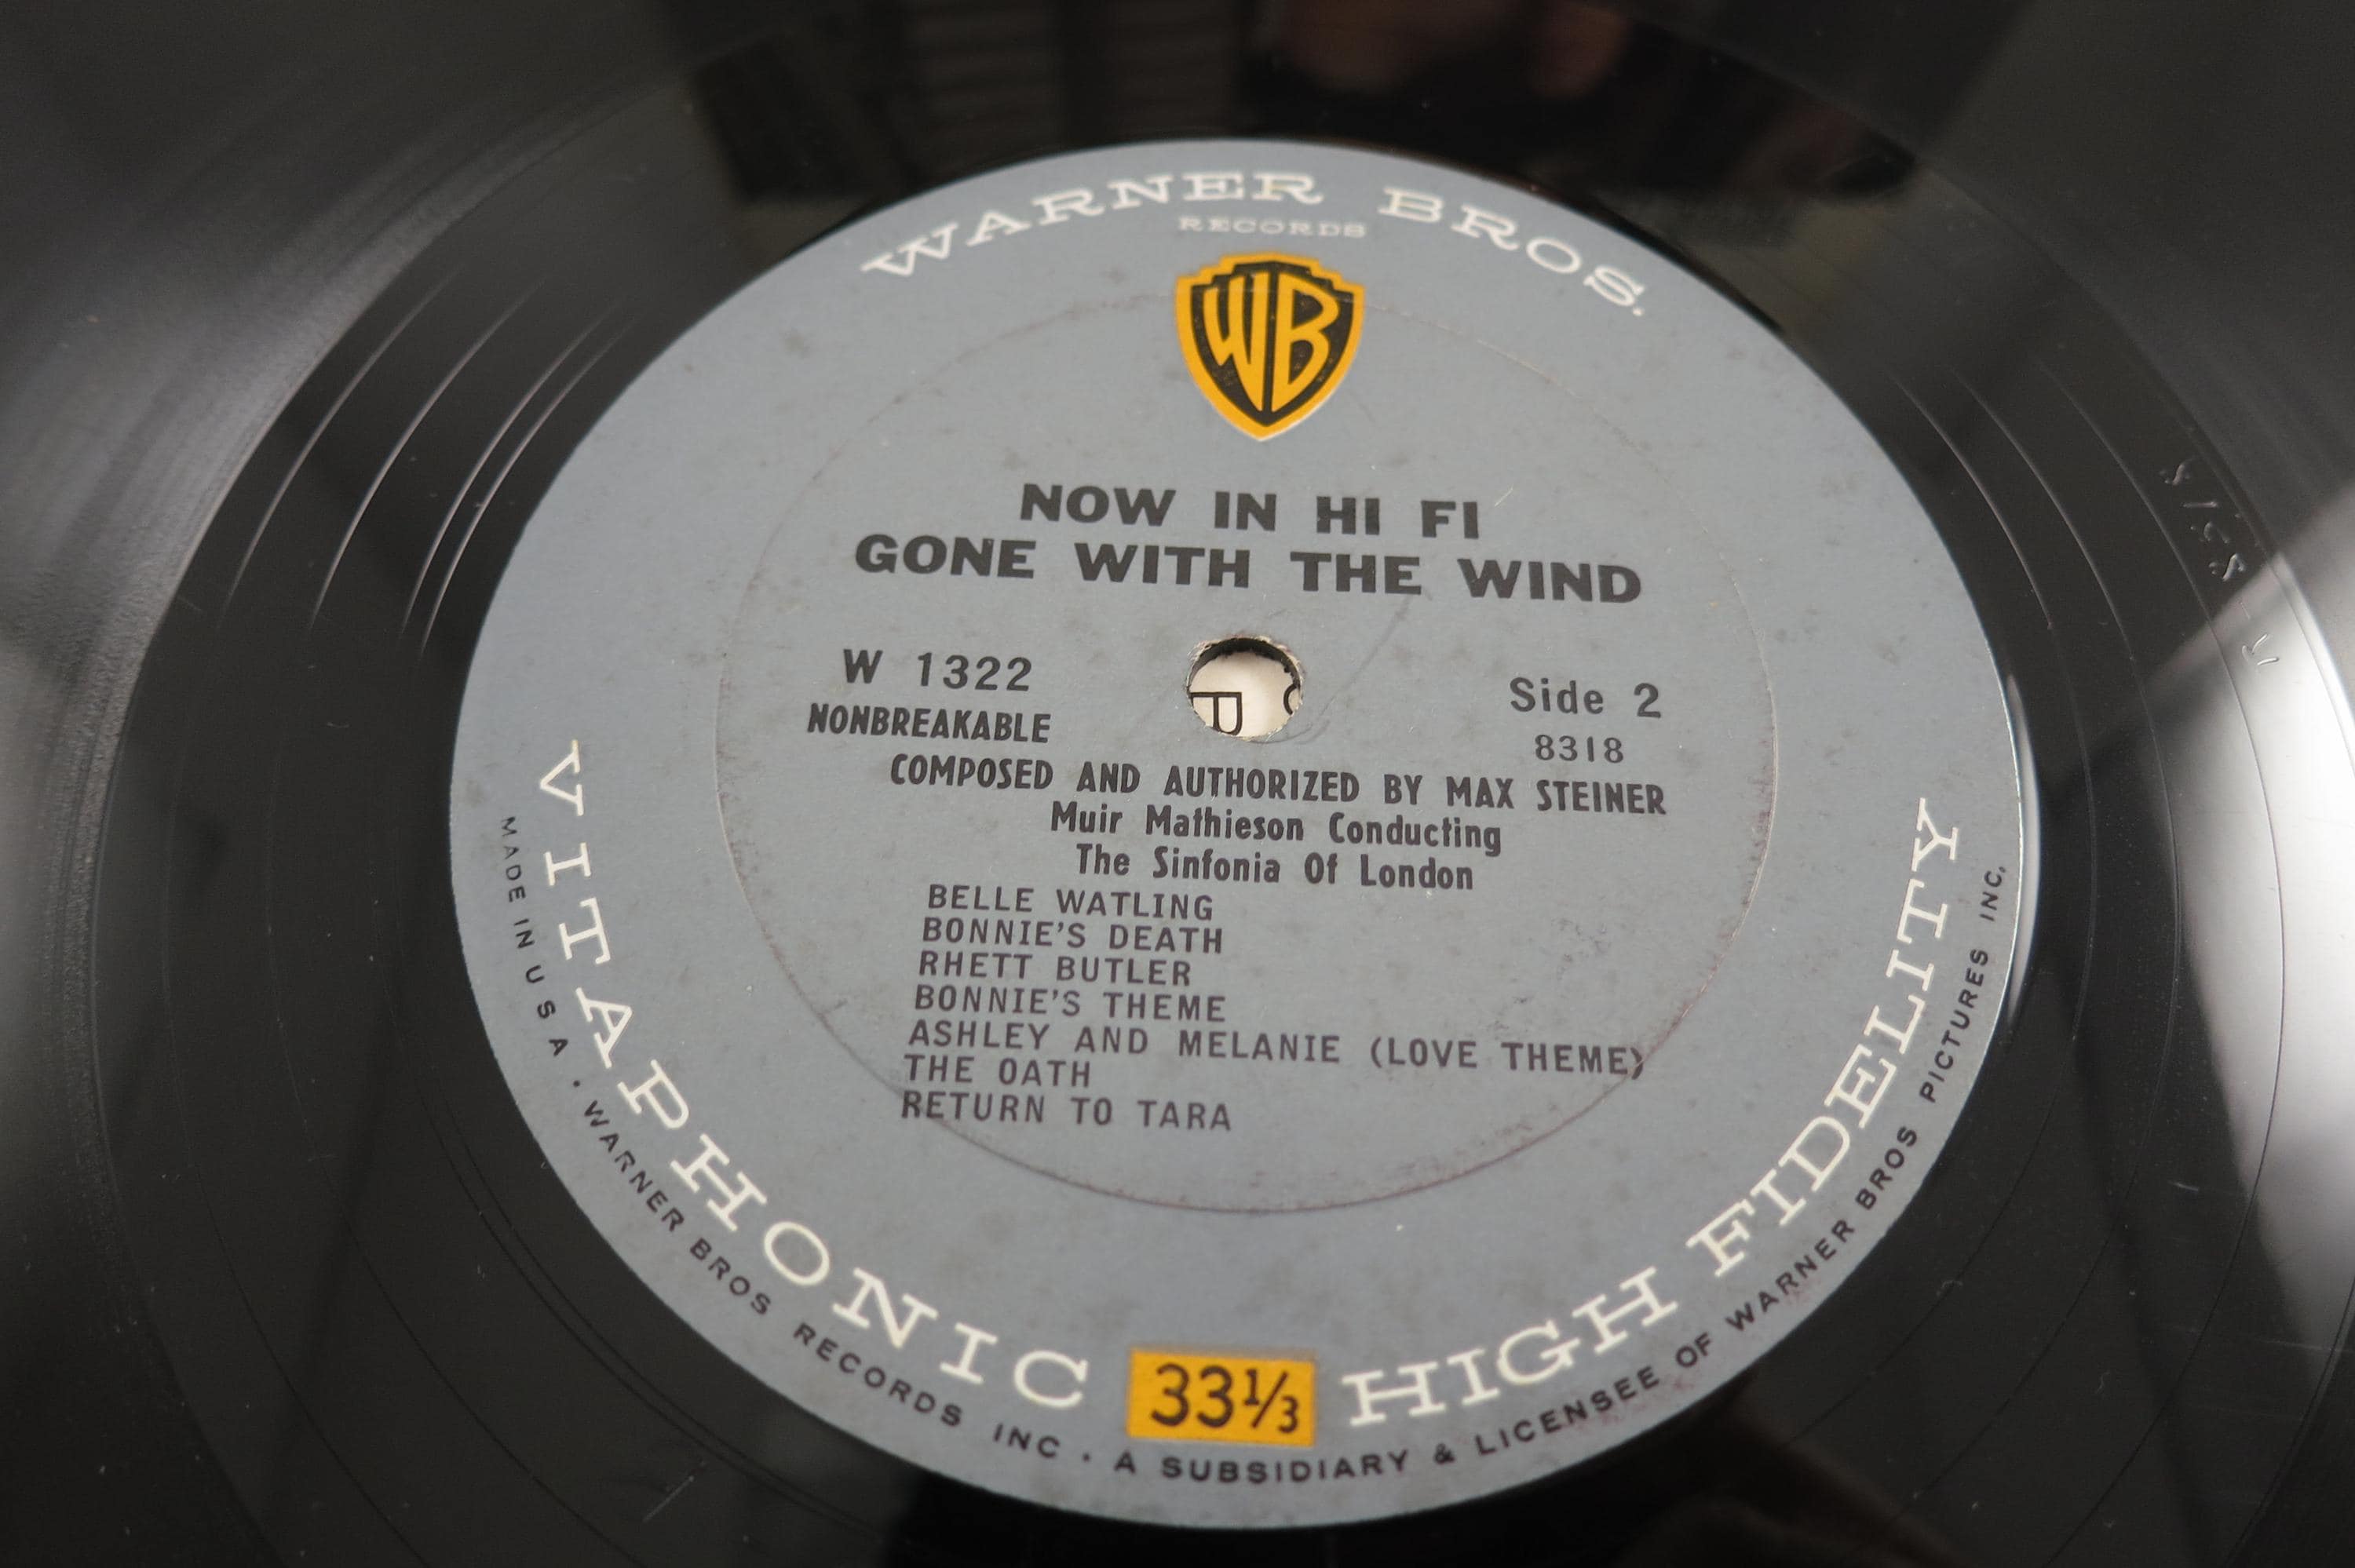 WARNER BROS.
RECORDS
WB
NOW IN HI FI
GONE WITH THE WIND
W 1322
Side 2
NONBREAKABLE
8318
COMPOSED AND AUTHORIZED BY MAX STEINER
Muir Mathieson Conducting
The Sinfonia Of London
BELLE WATLING
BONNIE'S DEATH
RHETT BUTLER
BONNIE'S THEME
ASHLEY AND MELANIE (LOVE THEME)
THE OATH
RETURN TO TARA
VITAPHONIC 33⅓ HIGH FIDELITY
MADE IN U S A · WARNER BROS RECORDS INC · A SUBSIDIARY & LICENSEE OF WARNER BROS PICTURES INC.